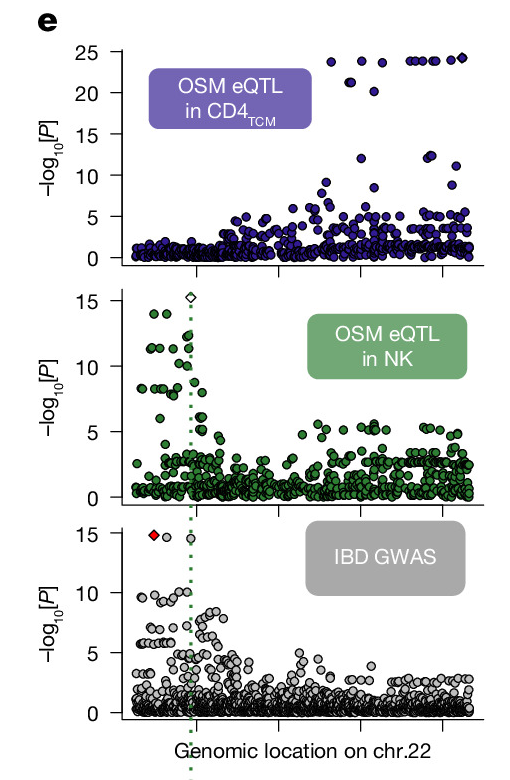 e
25
20
15
10
5
0
−log10[P]
OSM eQTL
in CD4TCM
15
10
5
0
−log10[P]
OSM eQTL
in NK
15
10
5
0
−log10[P]
IBD GWAS
Genomic location on chr.22